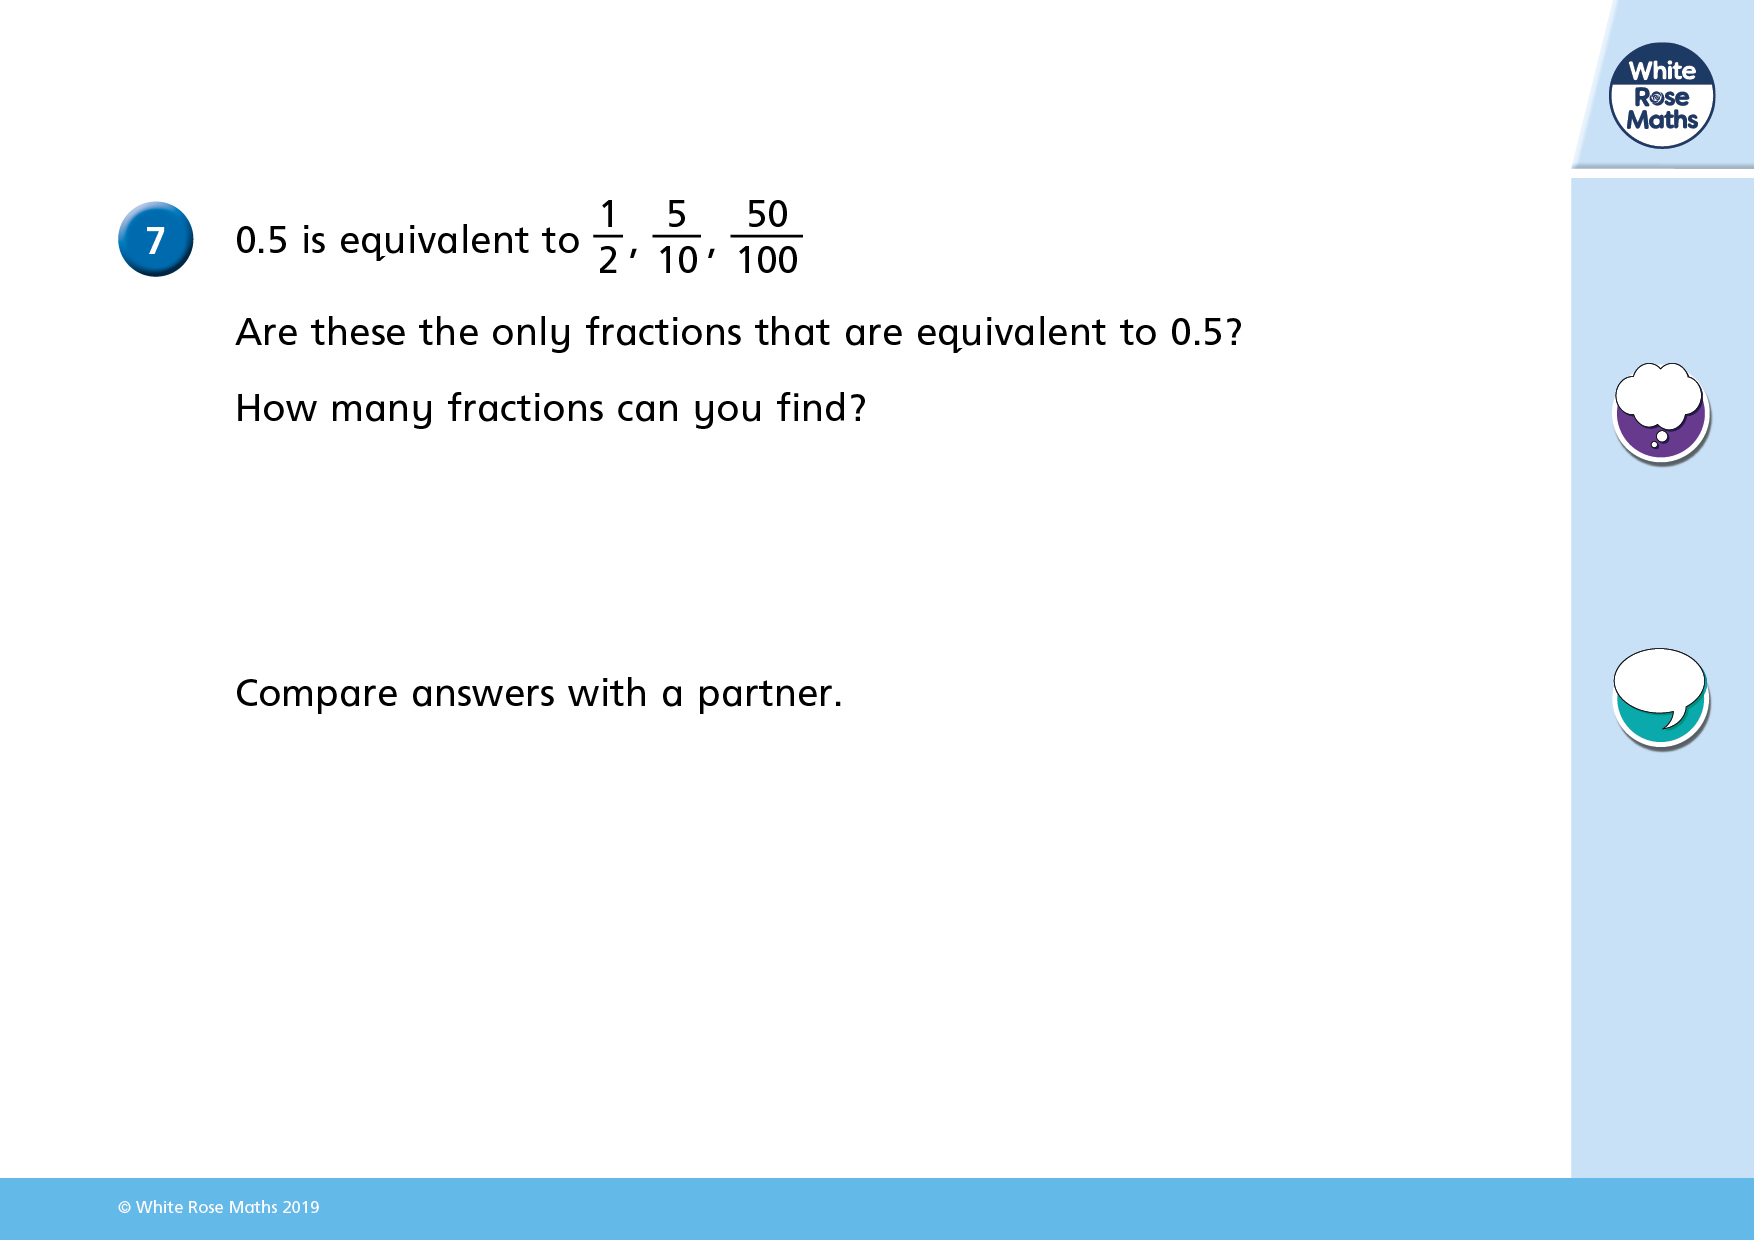 White
Rose
Maths
7 0.5 is equivalent to 1/2, 5/10, 50/100
Are these the only fractions that are equivalent to 0.5?
How many fractions can you find?
Compare answers with a partner.
© White Rose Maths 2019